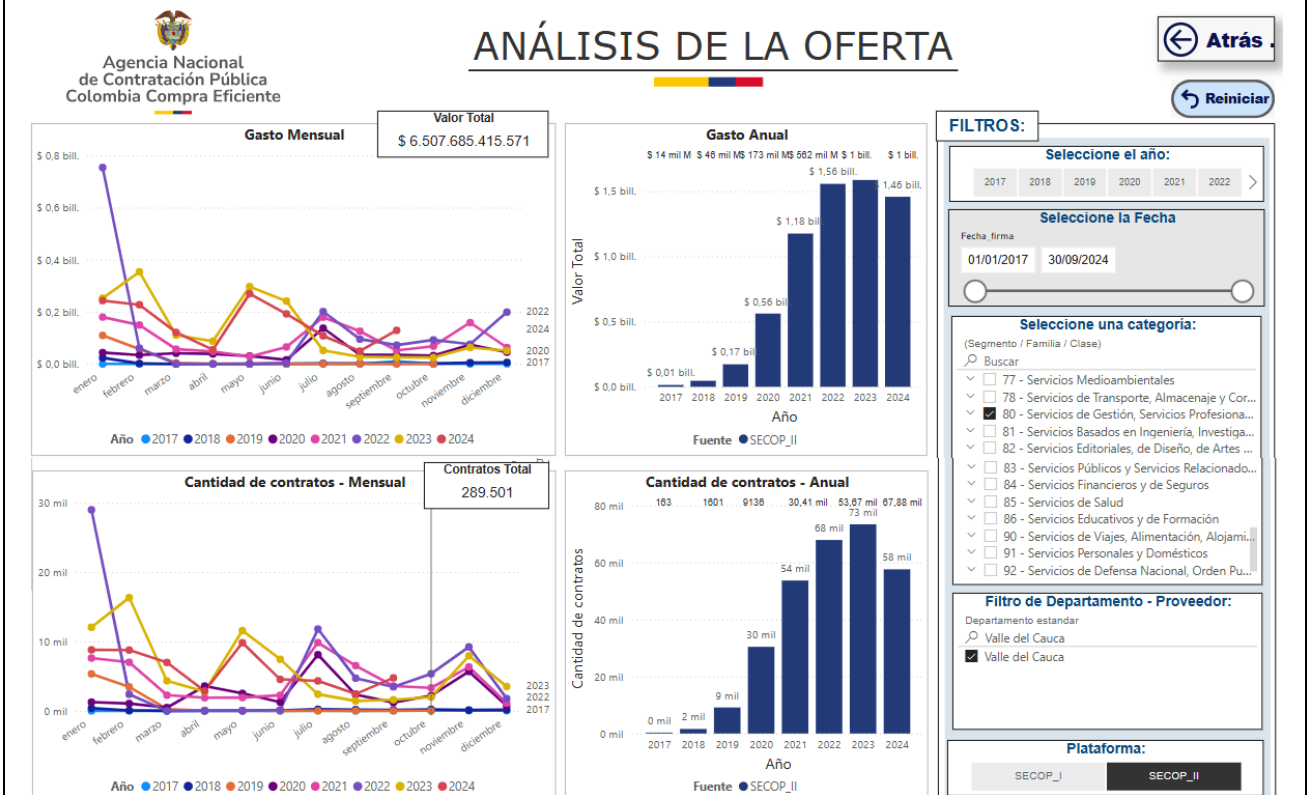 Agencia Nacional
de Contratación Pública
Colombia Compra Eficiente
ANÁLISIS DE LA OFERTA
Atrás .
Reiniciar
Gasto Mensual
Valor Total
$ 6.507.685.415.571
$ 0,8 bill.
$ 0,6 bill.
$ 0,4 bill.
$ 0,2 bill.
$ 0,0 bill.
2022
2024
2020
2017
enero
febrero
marzo
abril
mayo
junio
julio
agosto
septiembre
octubre
noviembre
diciembre
Año 2017 2018 2019 2020 2021 2022 2023 2024
Gasto Anual
$ 14 mil M $ 46 mil M$ 173 mil M$ 562 mil M $ 1 bill. $ 1 bill.
Valor Total
$ 1,5 bill.
$ 1,0 bill.
$ 0,5 bill.
$ 0,0 bill.
$ 0,01 bill.
$ 0,17 bill.
$ 0,56 bill
$ 1,18 bill
$ 1,56 bill.
1,46 bill.
2017 2018 2019 2020 2021 2022 2023 2024
Año
Fuente SECOP_II
Cantidad de contratos - Mensual
Contratos Total
289.501
30 mil
20 mil
10 mil
0 mil
2023
2022
2017
enero
febrero
marzo
abril
mayo
junio
julio
agosto
septiembre
octubre
noviembre
diciembre
Año 2017 2018 2019 2020 2021 2022 2023 2024
Cantidad de contratos - Anual
163 1601 9136 30,41 mil 53,67 mil 67,88 mil
Cantidad de contratos
80 mil
60 mil
40 mil
20 mil
0 mil
0 mil
2 mil
9 mil
30 mil
54 mil
68 mil
73 mil
58 mil
2017 2018 2019 2020 2021 2022 2023 2024
Año
Fuente SECOP_II
FILTROS:
Seleccione el año:
2017 2018 2019 2020 2021 2022
Seleccione la Fecha
Fecha_firma
01/01/2017 30/09/2024
Seleccione una categoría:
(Segmento / Familia / Clase)
Buscar
77 - Servicios Medioambientales
78 - Servicios de Transporte, Almacenaje y Cor...
80 - Servicios de Gestión, Servicios Profesiona...
81 - Servicios Basados en Ingeniería, Investiga...
82 - Servicios Editoriales, de Diseño, de Artes ...
83 - Servicios Públicos y Servicios Relacionado...
84 - Servicios Financieros y de Seguros
85 - Servicios de Salud
86 - Servicios Educativos y de Formación
90 - Servicios de Viajes, Alimentación, Alojami...
91 - Servicios Personales y Domésticos
92 - Servicios de Defensa Nacional, Orden Pu...
Filtro de Departamento - Proveedor:
Departamento estandar
Valle del Cauca
Valle del Cauca
Plataforma:
SECOP_I SECOP_II